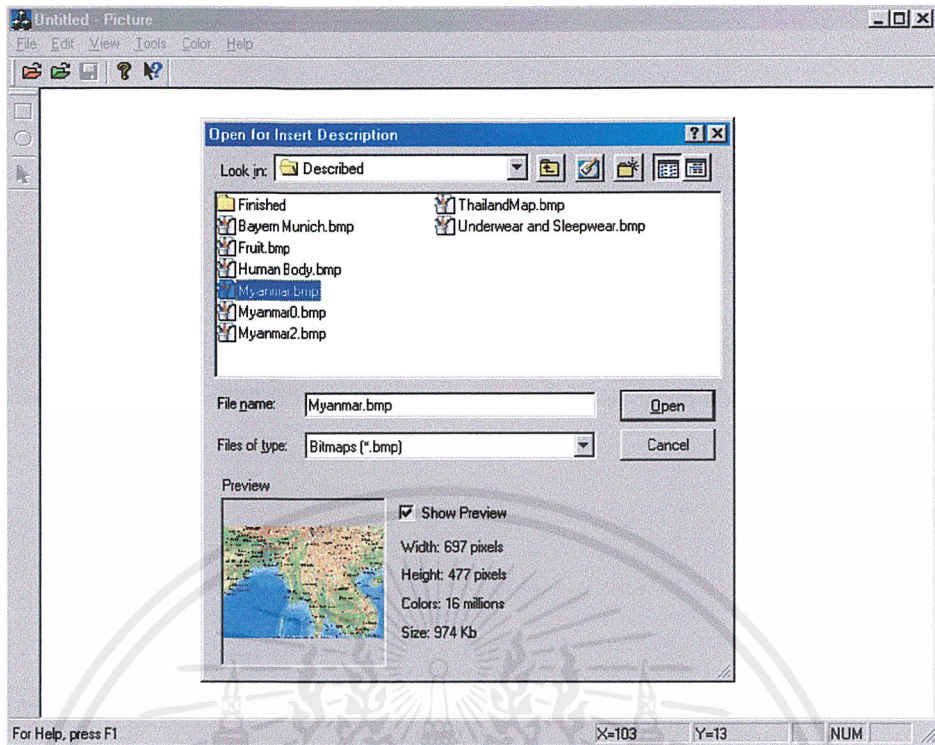 Untitled - Picture
File Edit View Tools Color Help
Open for Insert Description
Look in: Described
Finished
Bayern Munich.bmp
Fruit.bmp
Human Body.bmp
Myanmar.bmp
Myanmar0.bmp
Myanmar2.bmp
ThailandMap.bmp
Underwear and Sleepwear.bmp
File name: Myanmar.bmp
Open
Files of type: Bitmaps (*.bmp)
Cancel
Preview
Show Preview
Width: 697 pixels
Height: 477 pixels
Colors: 16 millions
Size: 974 Kb
For Help, press F1 X=103 Y=13 NUM